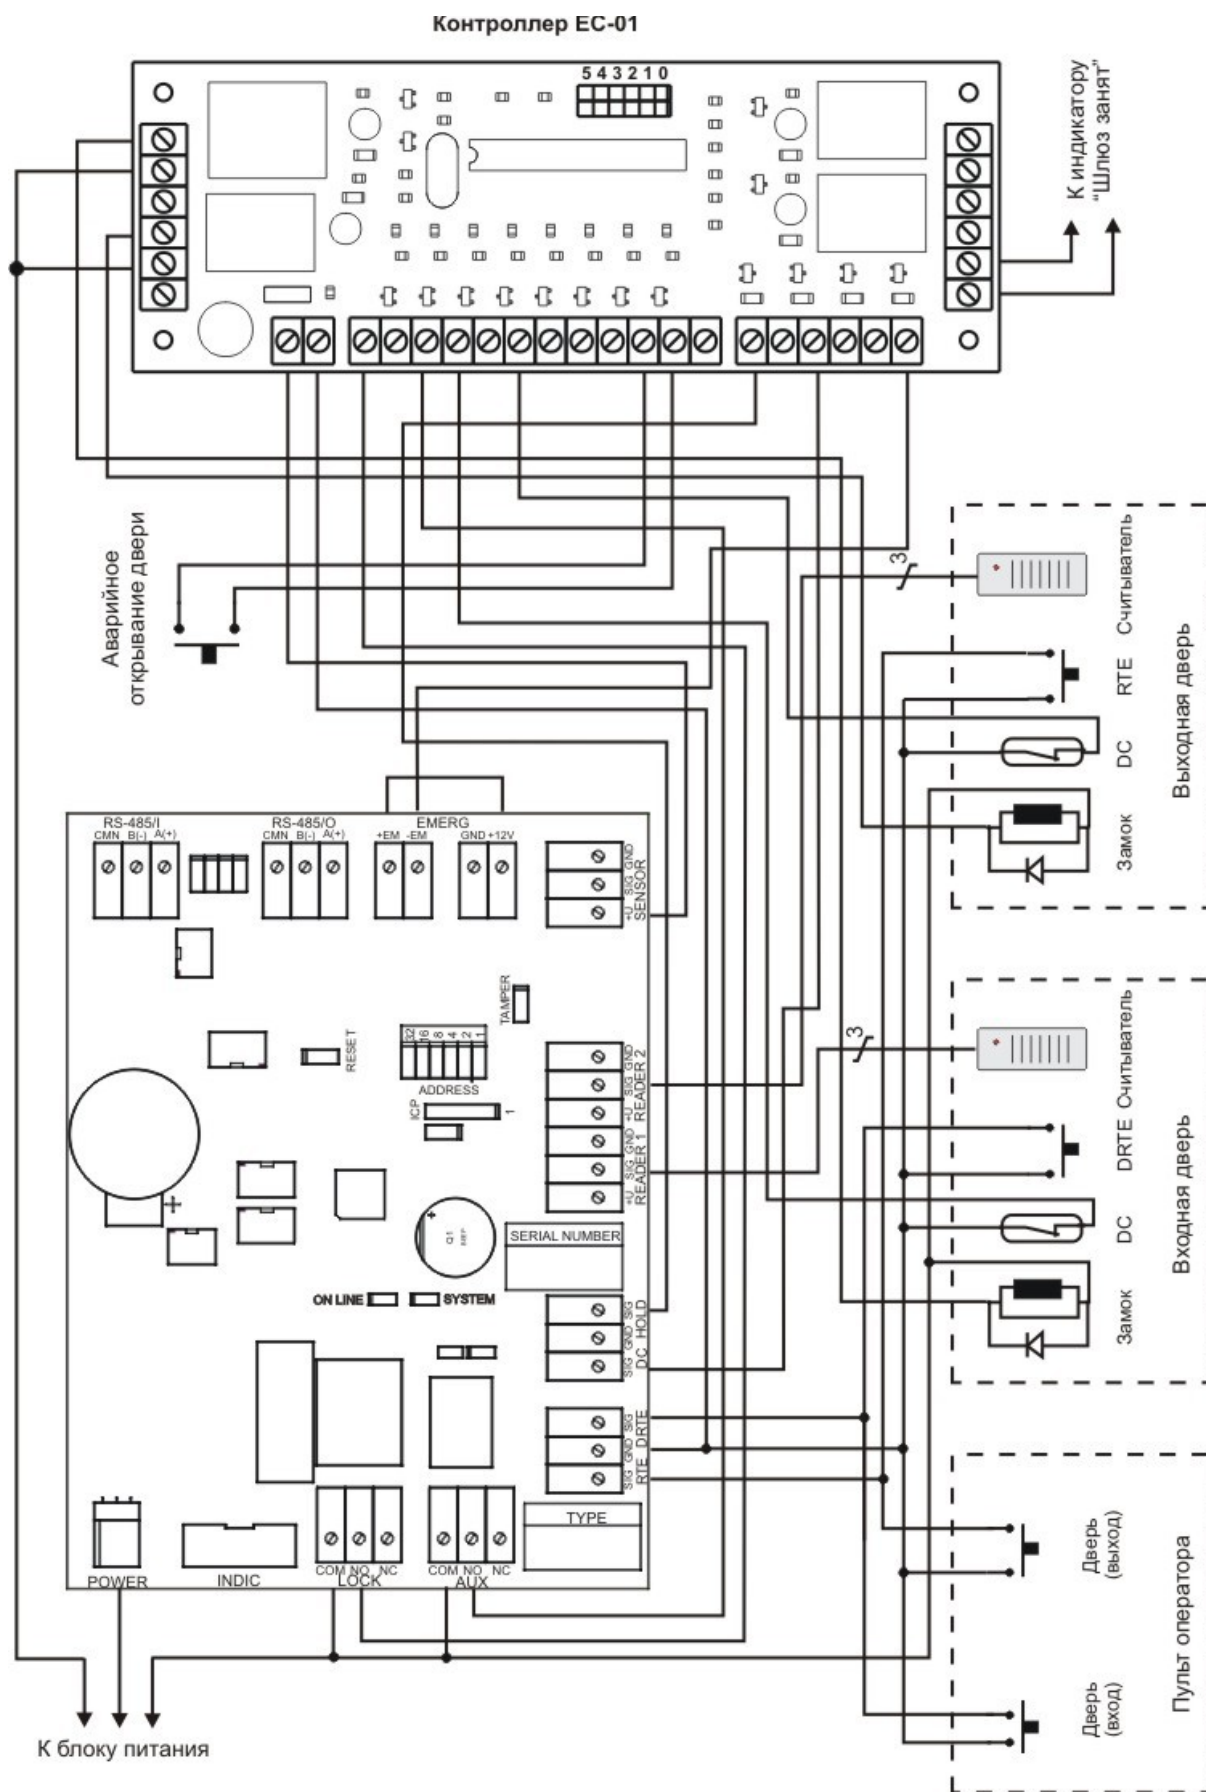 Контроллер EC-01
5 4 3 2 1 0
К индикатору
“Шлюз занят”
Аварийное
открывание двери
3
Считыватель
RTE
DC
Замок
Выходная дверь
RS-485/I
CMN B(-) A(+)
RS-485/O
CMN B(-) A(+)
EMERG
+EM -EM
GND +12V
+U SIG GND
SENSOR
TAMPER
RESET
32 16 8 4 2 1
ADDRESS
ICP
1
+U SIG GND
READER 2
+U SIG GND
READER 1
3
Считыватель
DRTE
DC
Замок
Входная дверь
+
+
Q1
SERIAL NUMBER
ON LINE
SYSTEM
SIG GND SIG
DC HOLD
SIG GND SIG
RTE DRTE
TYPE
POWER
INDIC
COM NO NC
LOCK
COM NO NC
AUX
Дверь
(выход)
Дверь
(вход)
Пульт оператора
К блоку питания